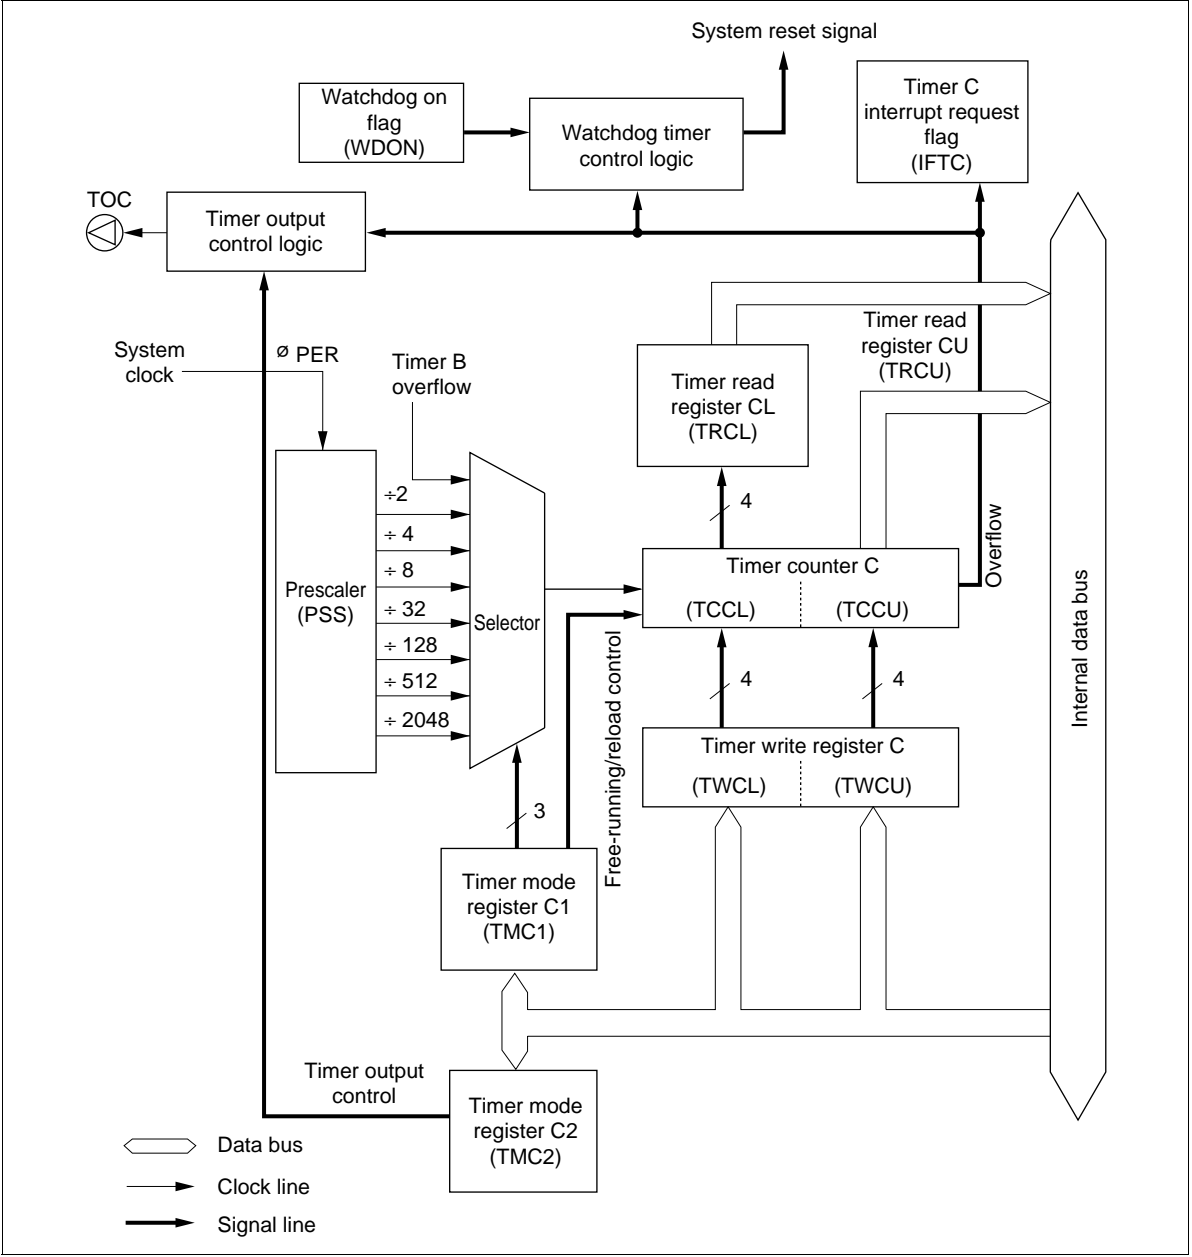 System reset signal
Watchdog on
flag
(WDON)
Watchdog timer
control logic
Timer C
interrupt request
flag
(IFTC)
TOC
Timer output
control logic
System
clock
ø PER
Timer B
overflow
Timer read
register CU
(TRCU)
Timer read
register CL
(TRCL)
4
÷2
÷ 4
÷ 8
÷ 32
÷ 128
÷ 512
÷ 2048
Prescaler
(PSS)
Selector
Timer counter C
(TCCL)
(TCCU)
Overflow
Internal data bus
Free-running/reload control
4
4
Timer write register C
(TWCL)
(TWCU)
3
Timer mode
register C1
(TMC1)
Timer output
control
Timer mode
register C2
(TMC2)
Data bus
Clock line
Signal line